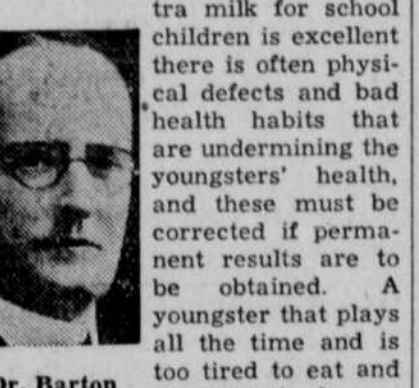 tra milk for school
children is excellent
there is often physi-
cal defects and bad
health habits that
are undermining the
youngsters' health,
and these must be
corrected if perma-
nent results are to
be obtained. A
youngster that plays
all the time and is
too tired to eat and
Dr. Barton